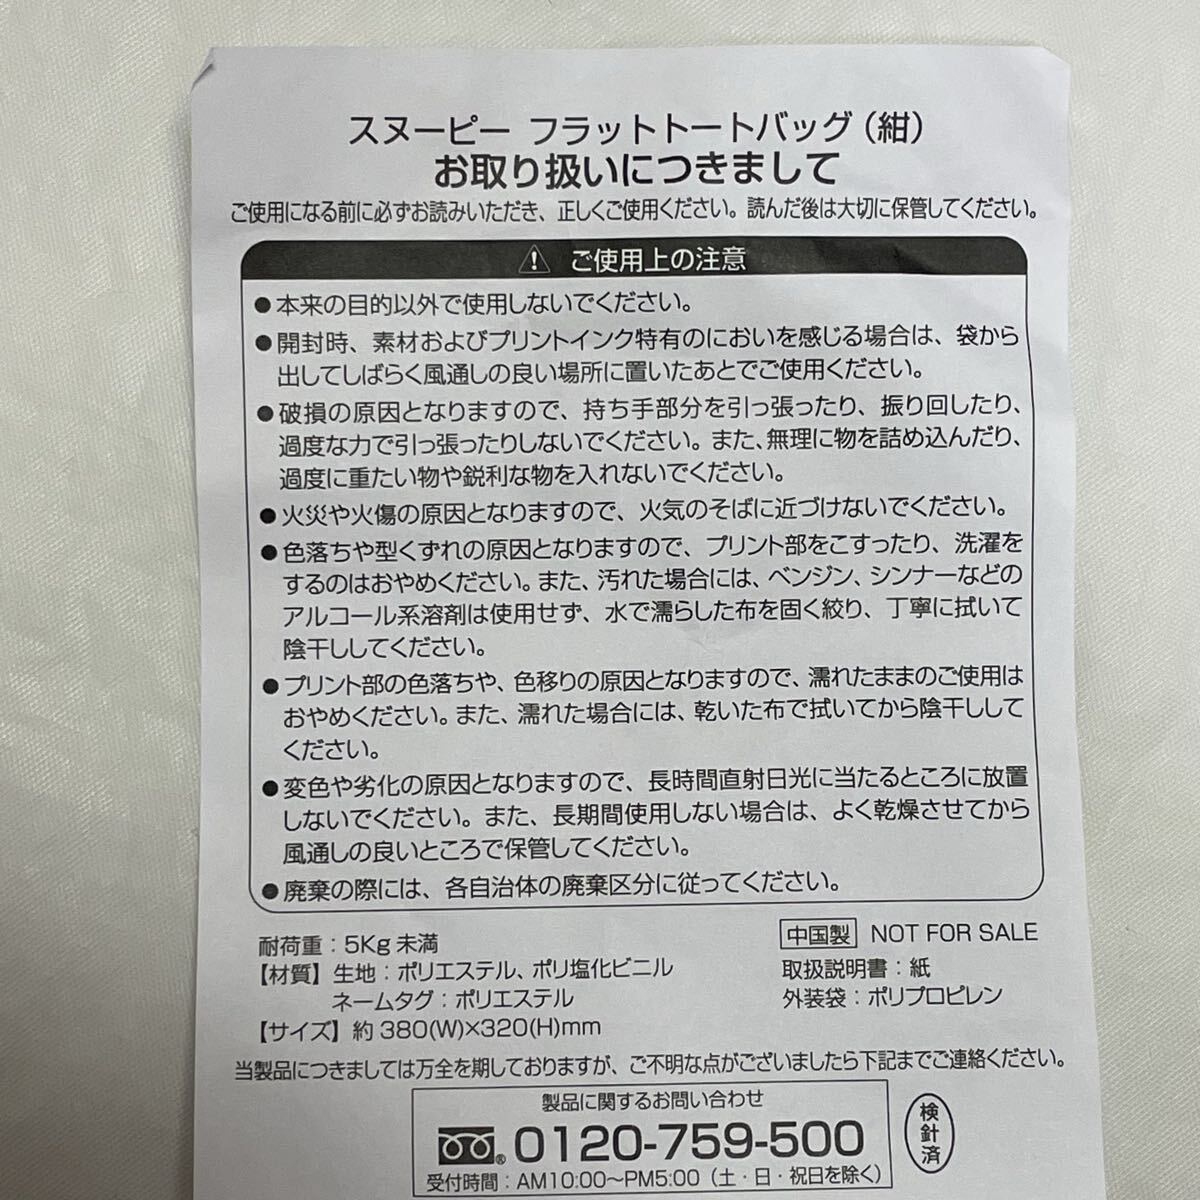 スヌーピー フラットトートバッグ（紺）
お取り扱いにつきまして
ご使用になる前に必ずお読みいただき、正しくご使用ください。読んだ後は大切に保管してください。
ご使用上の注意
●本来の目的以外で使用しないでください。
●開封時、素材およびプリントインク特有のにおいを感じる場合は、袋から
出してしばらく風通しの良い場所に置いたあとでご使用ください。
●破損の原因となりますので、持ち手部分を引っ張ったり、振り回したり、
過度な力で引っ張ったりしないでください。また、無理に物を詰め込んだり、
過度に重たい物や鋭利な物を入れないでください。
●火災や火傷の原因となりますので、火気のそばに近づけないでください。
●色落ちや型くずれの原因となりますので、プリント部をこすったり、洗濯を
するのはおやめください。また、汚れた場合には、ベンジン、シンナーなどの
アルコール系溶剤は使用せず、水で濡らした布を固く絞り、丁寧に拭いて
陰干ししてください。
●プリント部の色落ちや、色移りの原因となりますので、濡れたままのご使用は
おやめください。また、濡れた場合には、乾いた布で拭いてから陰干しして
ください。
●変色や劣化の原因となりますので、長時間直射日光に当たるところに放置
しないでください。また、長期間使用しない場合は、よく乾燥させてから
風通しの良いところで保管してください。
●廃棄の際には、各自治体の廃棄区分に従ってください。
耐荷重：5Kg未満
【材質】生地：ポリエステル、ポリ塩化ビニル
ネームタグ：ポリエステル
【サイズ】約380(W)×320(H)mm
中国製 NOT FOR SALE
取扱説明書：紙
外装袋：ポリプロピレン
当製品につきましては万全を期しておりますが、ご不明な点がございましたら下記までご連絡ください。
製品に関するお問い合わせ
0120-759-500
受付時間：AM10:00～PM5:00（土・日・祝日を除く）
検針済